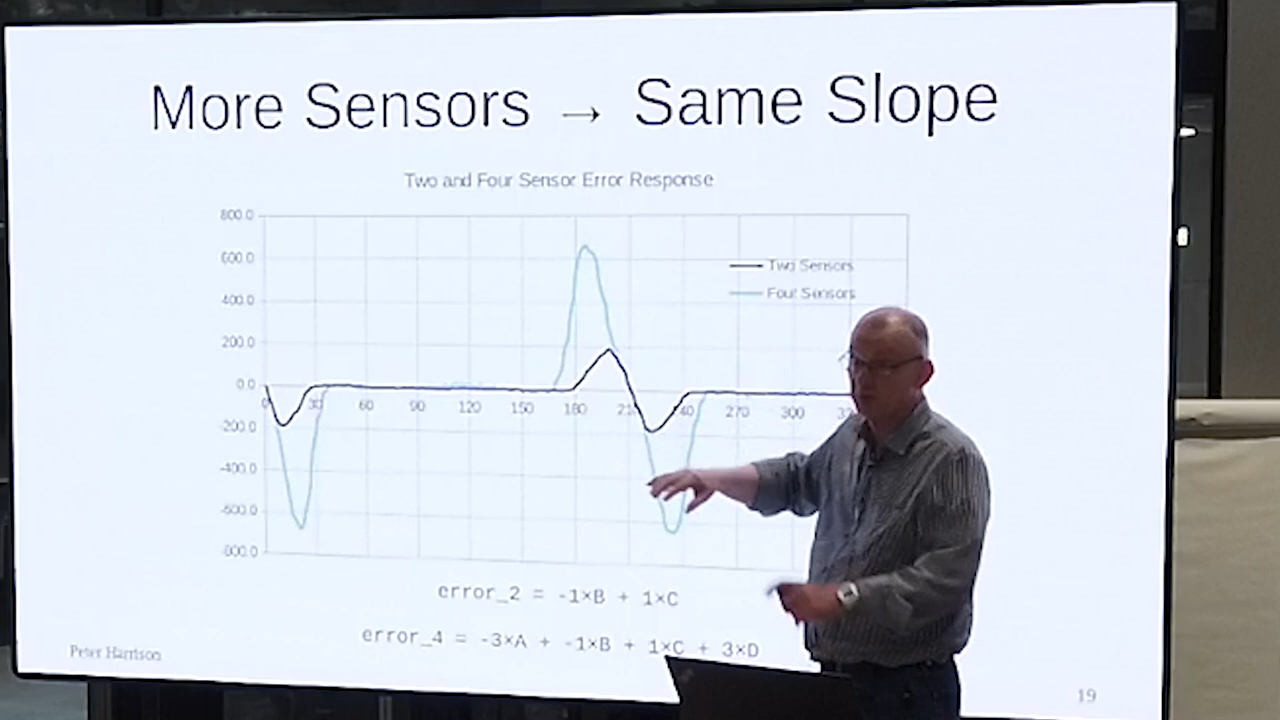 More Sensors → Same Slope
Two and Four Sensor Error Response
800.0
600.0
400.0
200.0
0.0
-200.0
-400.0
-600.0
-800.0
0 30 60 90 120 150 180 270 300
Two Sensors
Four Sensors
error_2 = -1×B + 1×C
error_4 = -3×A + -1×B + 1×C + 3×D
Peter Harrison
19